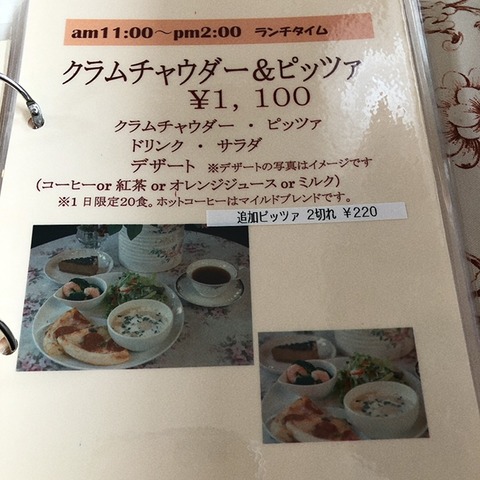 am11:00～pm2:00 ランチタイム
クラムチャウダー＆ピッツァ
￥1，100
クラムチャウダー ・ ピッツァ
ドリンク ・ サラダ
デザート ※デザートの写真はイメージです
(コーヒーor 紅茶 or オレンジジュース or ミルク)
※１日限定20食。ホットコーヒーはマイルドブレンドです。
追加ピッツァ 2切れ ￥220